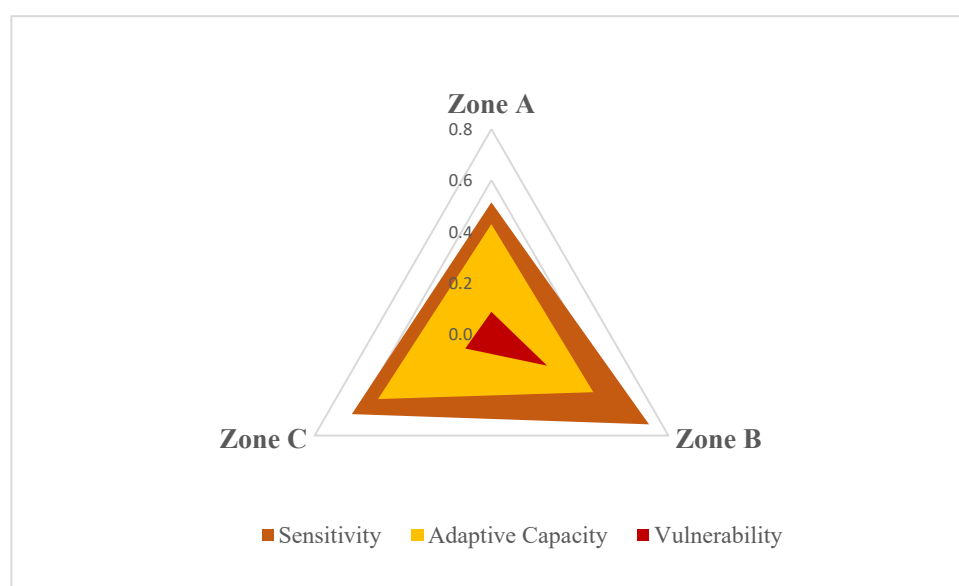 Zone A
0.8
0.6
0.4
0.2
0.0
Zone C
Zone B
Sensitivity Adaptive Capacity Vulnerability